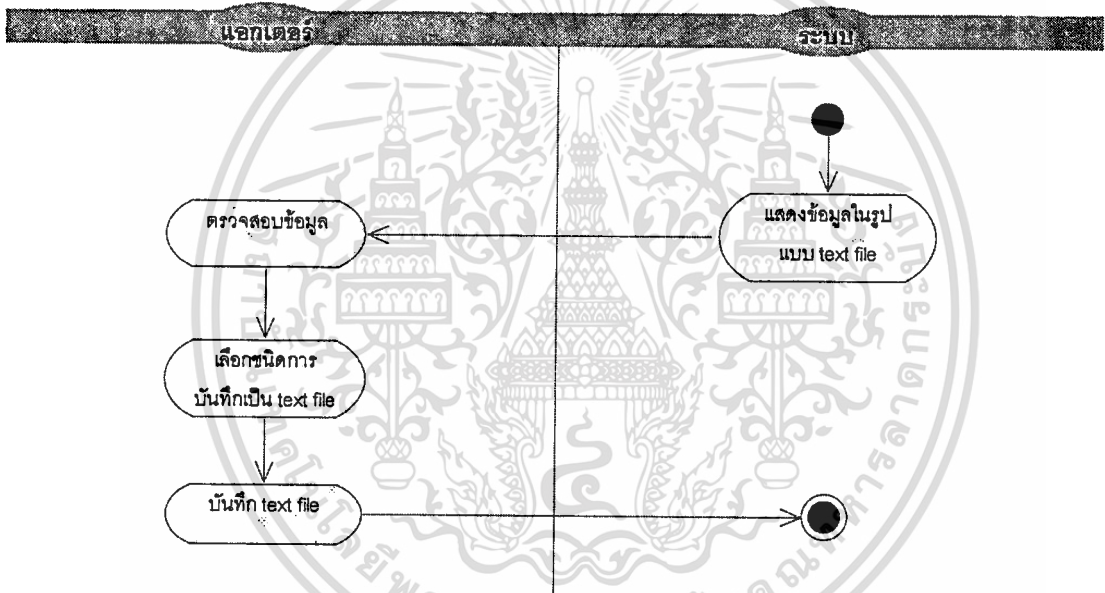 แอกเตอร์
ระบบ
แสดงข้อมูลในรูป
แบบ text file
ตรวจสอบข้อมูล
เลือกชนิดการ
บันทึกเป็น text file
บันทึก text file